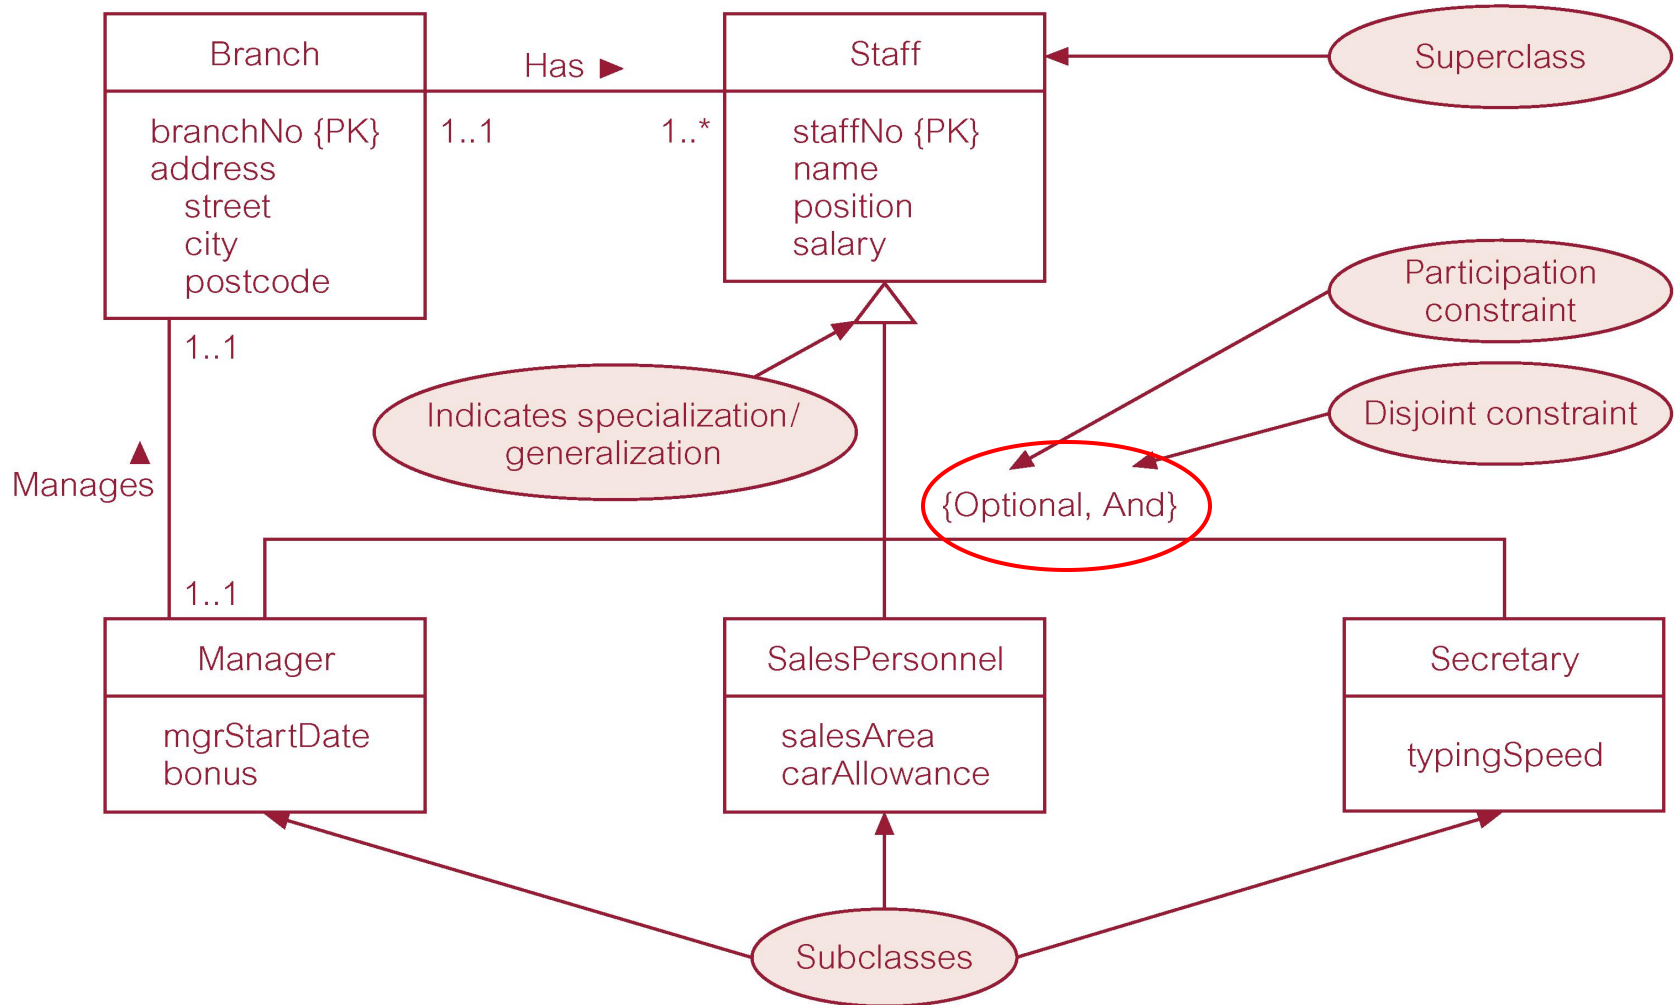 Branch
branchNo {PK}
address
street
city
postcode
Has
1..1
1..*
Staff
staffNo {PK}
name
position
salary
Superclass
Participation
constraint
Disjoint constraint
1..1
Indicates specialization/
generalization
{Optional, And}
Manages
1..1
Manager
mgrStartDate
bonus
SalesPersonnel
salesArea
carAllowance
Secretary
typingSpeed
Subclasses